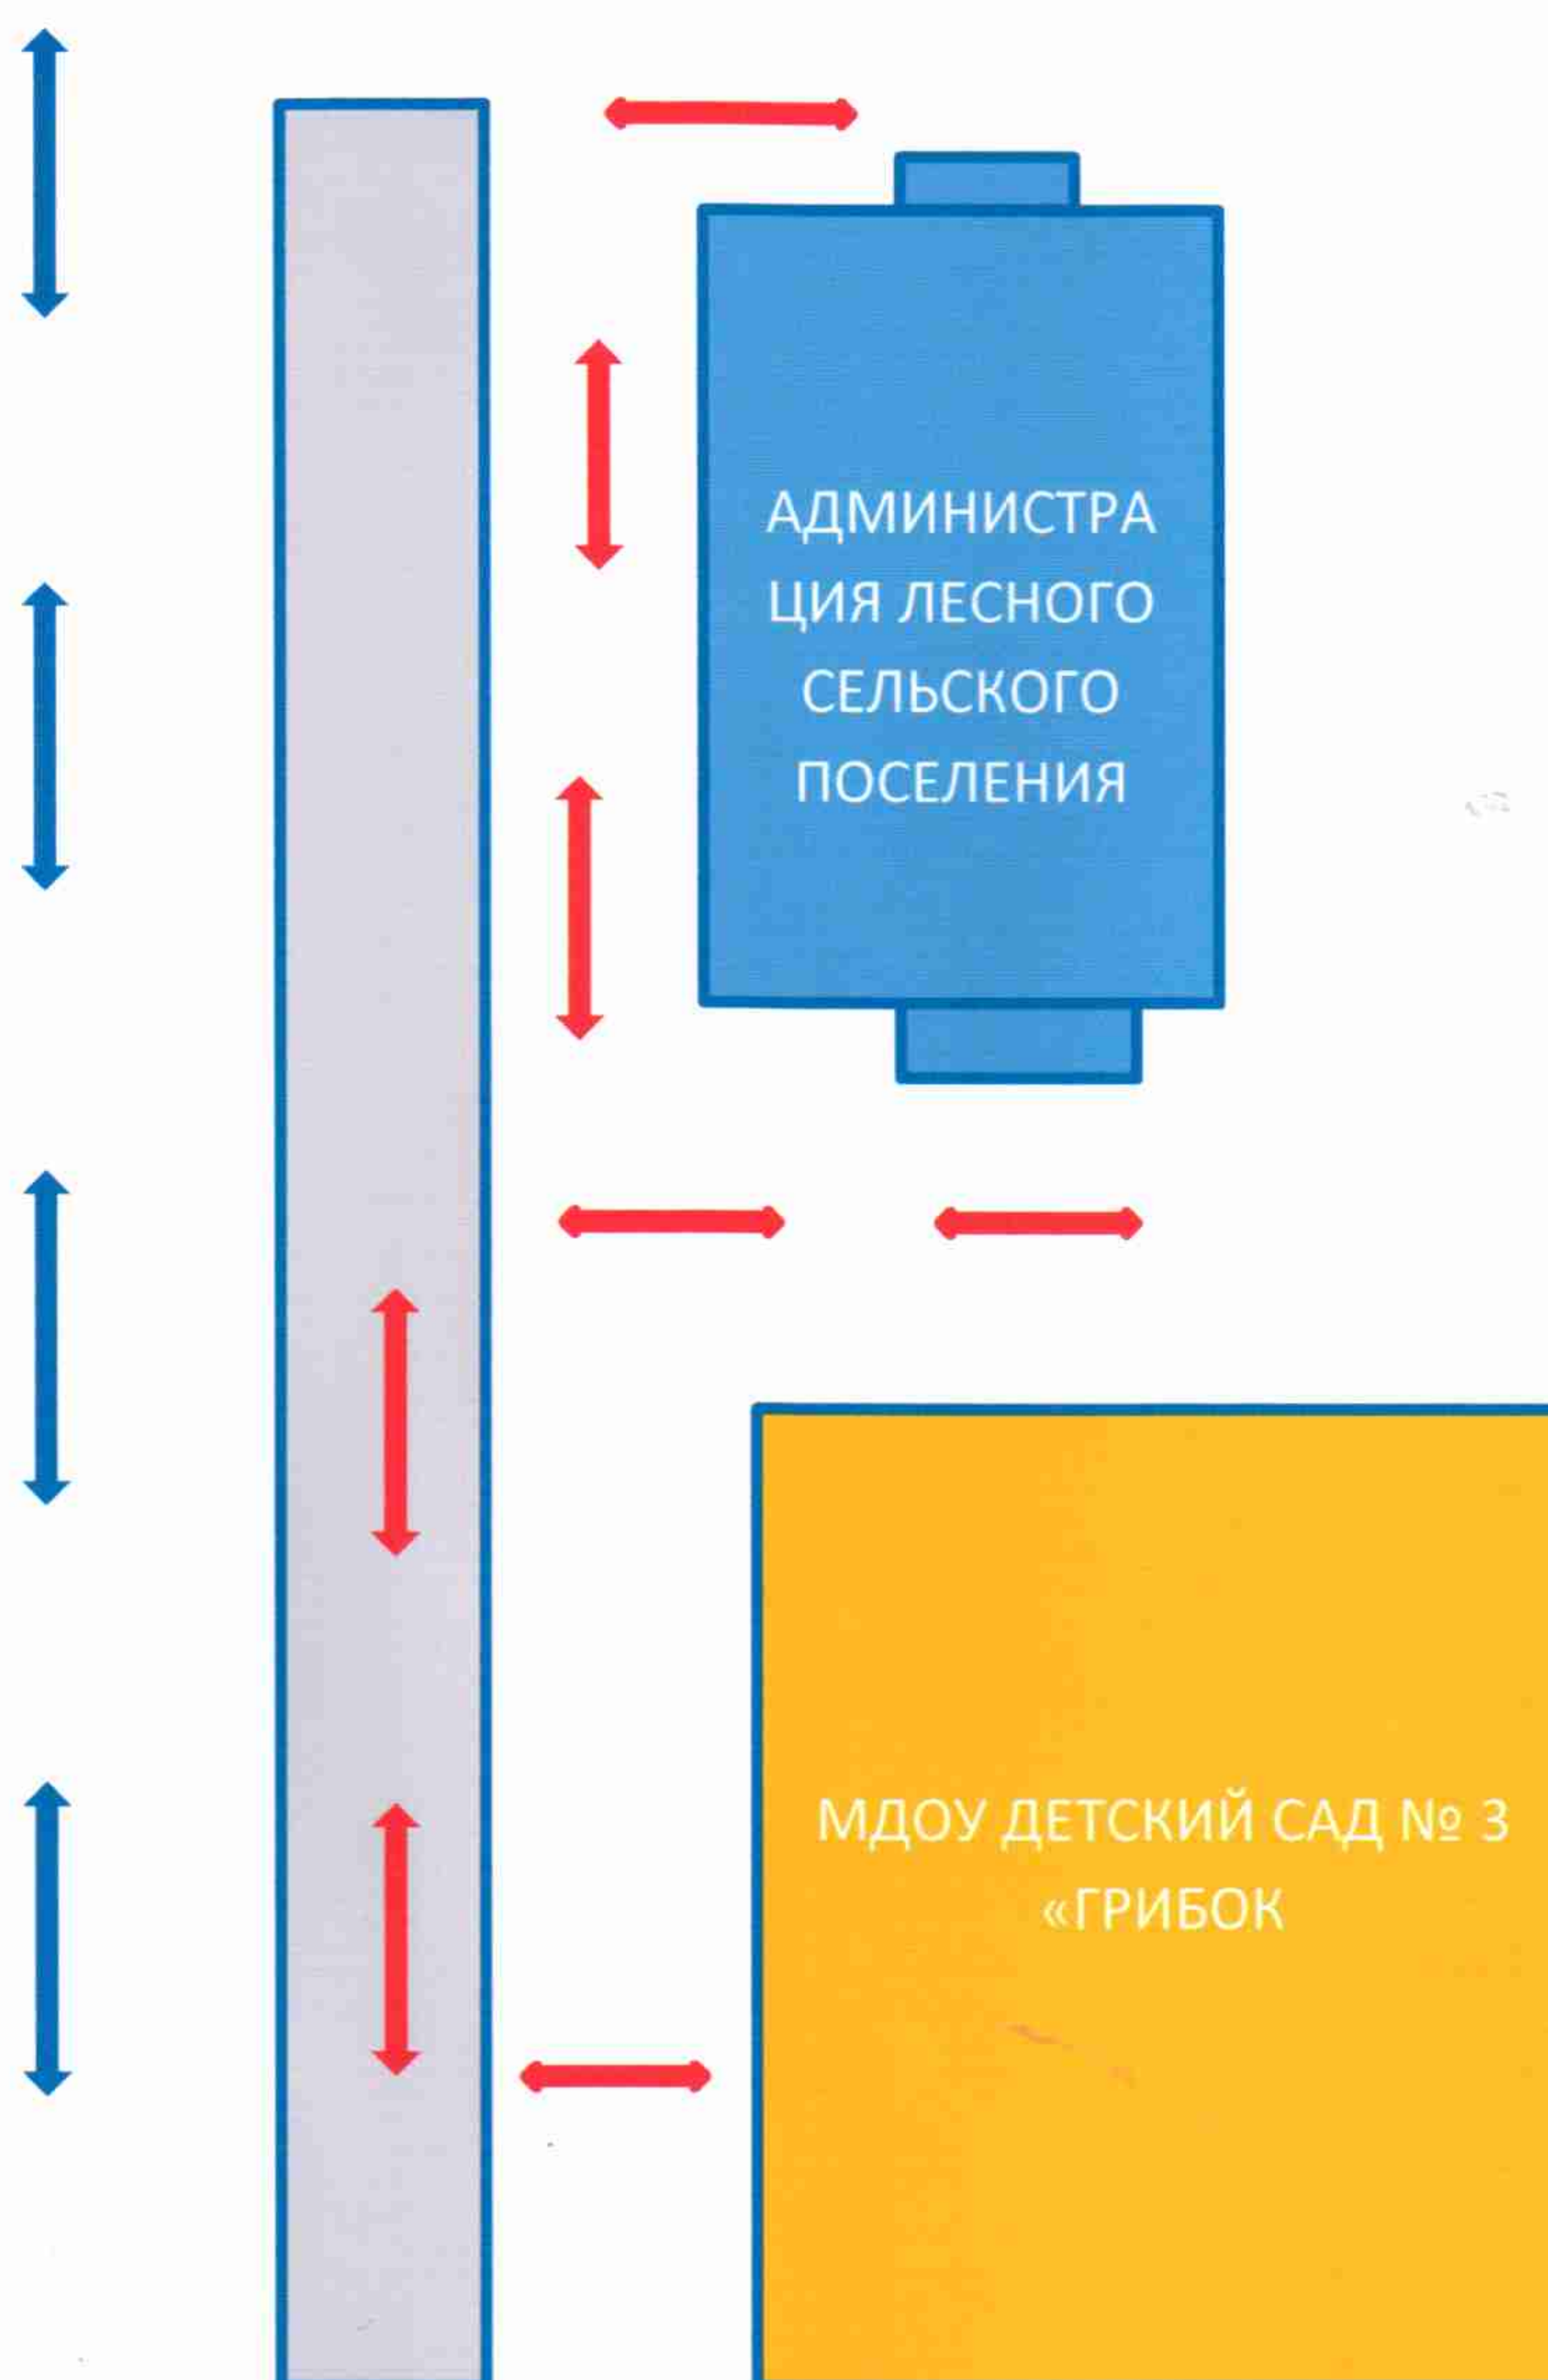 АДМИНИСТРА
ЦИЯ ЛЕСНОГО
СЕЛЬСКОГО
ПОСЕЛЕНИЯ
МДОУ ДЕТСКИЙ САД № 3
«ГРИБОК